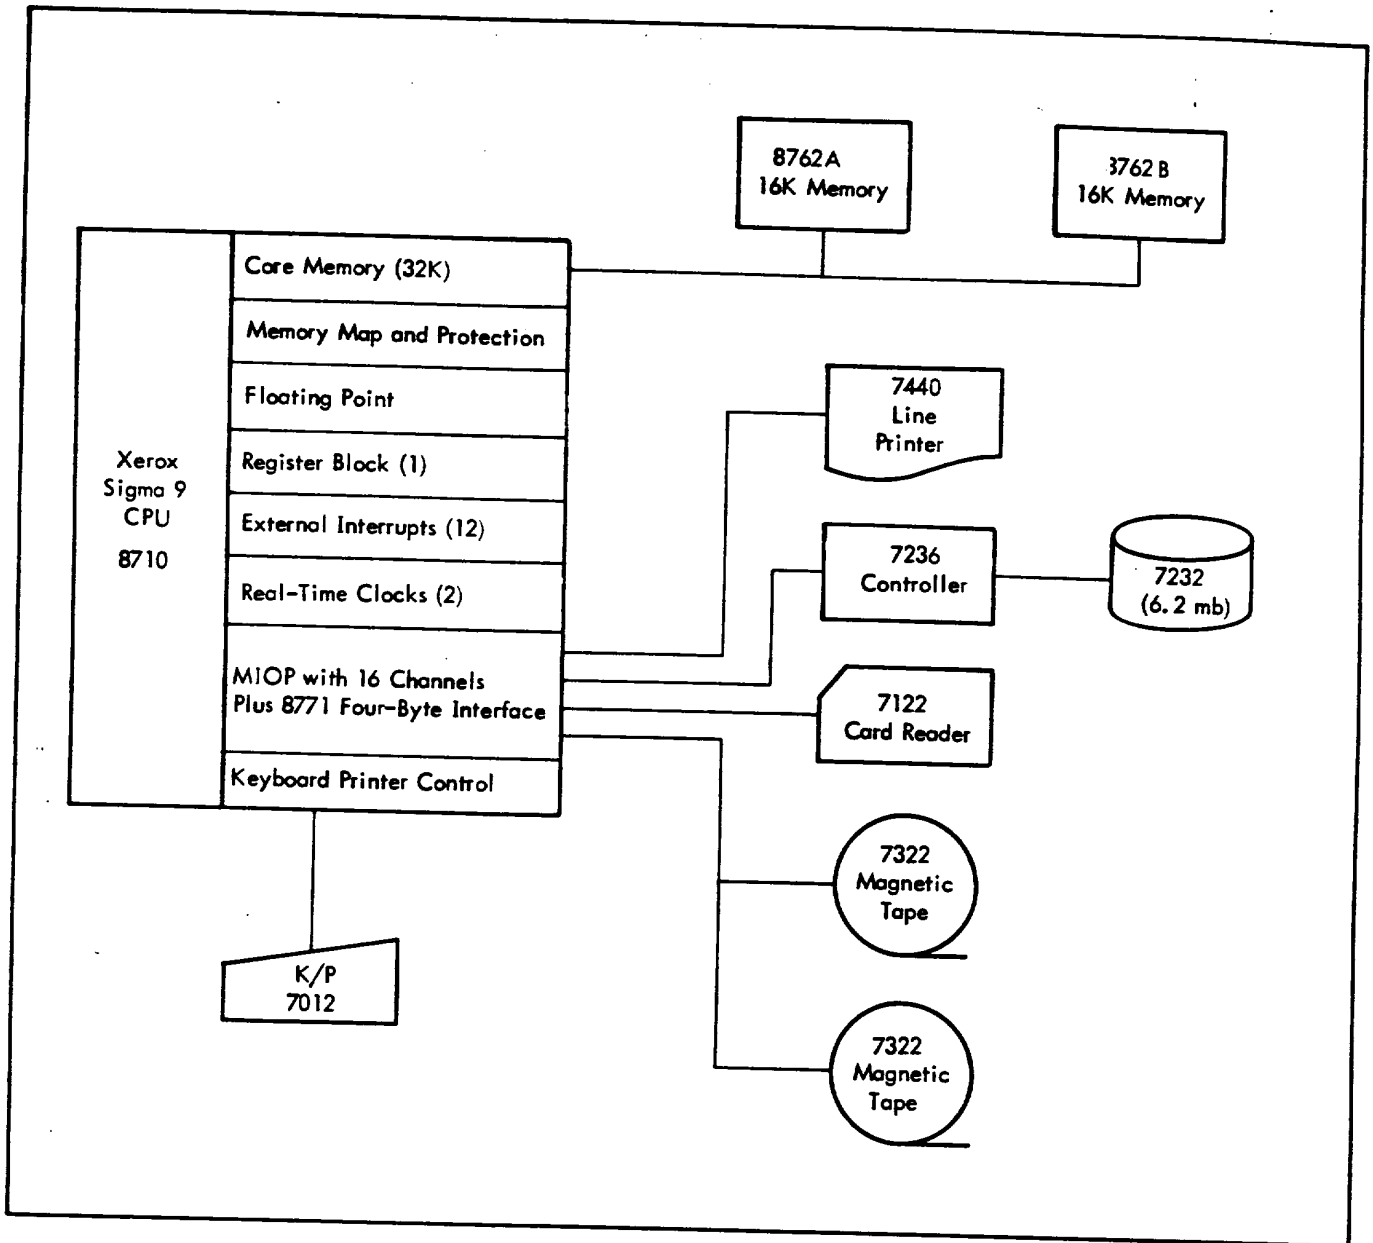 8762A
16K Memory
3762 B
16K Memory
Core Memory (32K)
Memory Map and Protection
Floating Point
Register Block (1)
External Interrupts (12)
Real-Time Clocks (2)
MIOP with 16 Channels
Plus 8771 Four-Byte Interface
Keyboard Printer Control
Xerox
Sigma 9
CPU
8710
7440
Line
Printer
7236
Controller
7232
(6.2 mb)
7122
Card Reader
7322
Magnetic
Tape
7322
Magnetic
Tape
K/P
7012